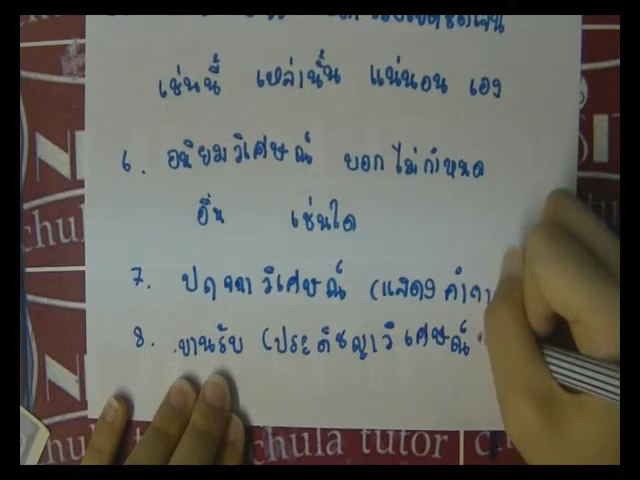 เช่นนี้ เหล่านั้น แน่นอน เอง
6. อนิยมวิเศษณ์ บอกไม่กำหนด
อื่น เช่นใด
7. ปฤจฉาวิเศษณ์ (แสดงคำถา
8. ขานรับ (ประติชญาวิเศษณ์
chula tutor